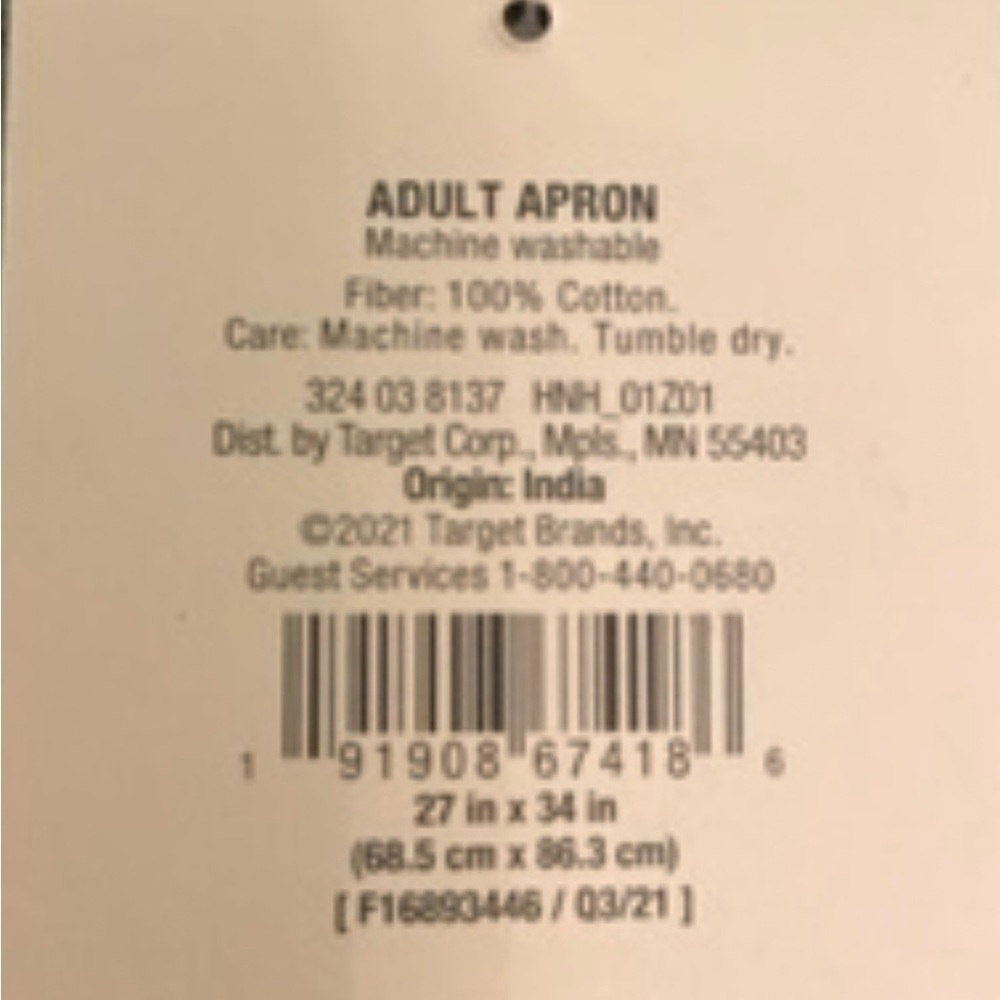 ADULT APRON
Machine washable
Fiber: 100% Cotton.
Care: Machine wash. Tumble dry.
324 03 8137 HNH_01Z01
Dist. by Target Corp., Mpls., MN 55403
Origin: India
©2021 Target Brands, Inc.
Guest Services 1-800-440-0680
1 91908 67418 6
27 in x 34 in
(68.5 cm x 86.3 cm)
[ F16893446 / 03/21 ]